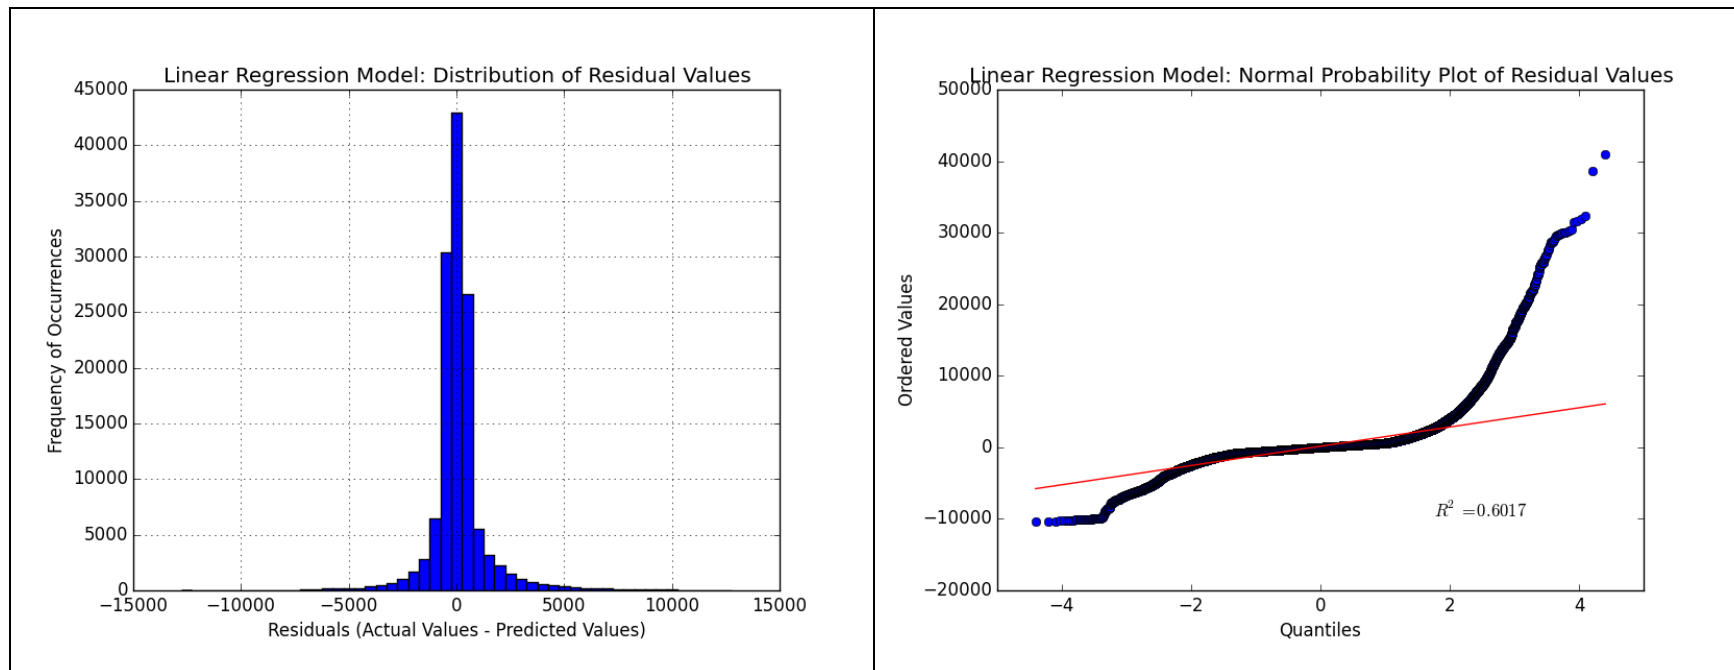 Linear Regression Model: Distribution of Residual Values
45000
40000
35000
30000
25000
20000
15000
10000
5000
0
−15000 −10000 −5000 0 5000 10000 15000
Frequency of Occurrences
Residuals (Actual Values - Predicted Values)
Linear Regression Model: Normal Probability Plot of Residual Values
50000
40000
30000
20000
10000
0
−10000
−20000
−4 −2 0 2 4
Ordered Values
Quantiles
R² =0.6017